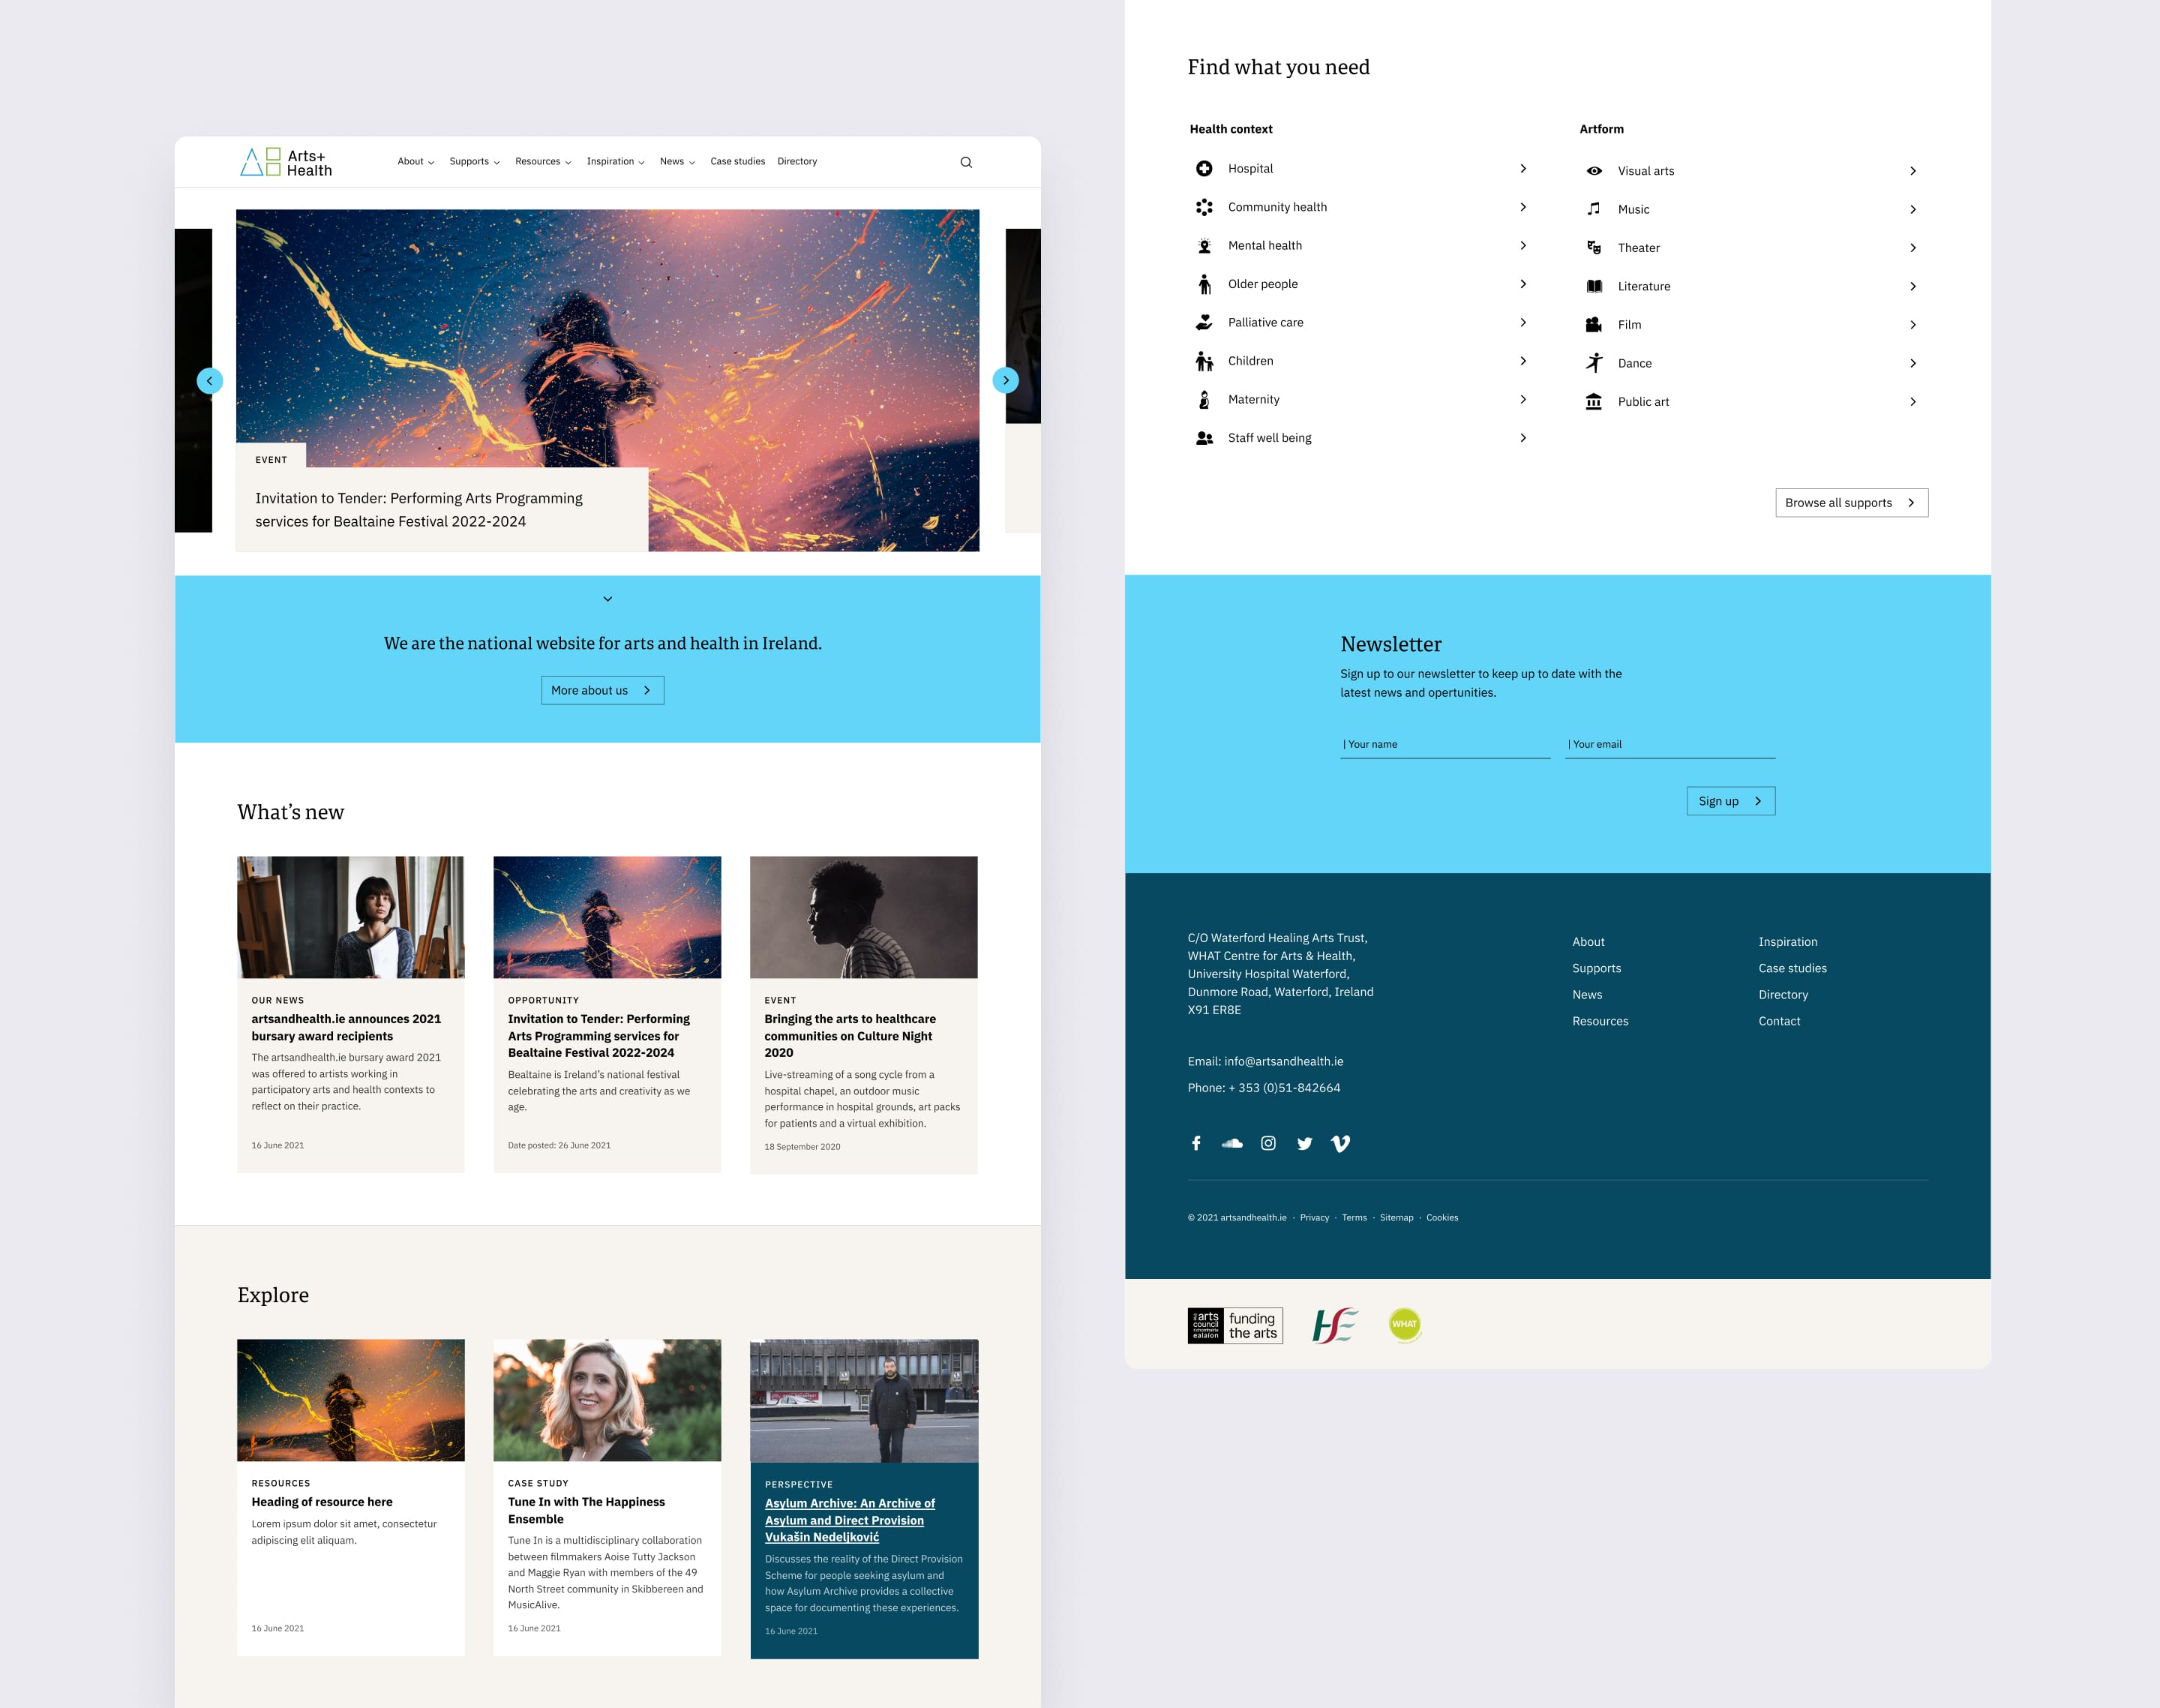 Arts+
Health
About
Supports
Resources
Inspiration
News
Case studies
Directory
EVENT
Invitation to Tender: Performing Arts Programming
services for Bealtaine Festival 2022-2024
We are the national website for arts and health in Ireland.
More about us
What’s new
OUR NEWS
artsandhealth.ie announces 2021
bursary award recipients
The artsandhealth.ie bursary award 2021
was offered to artists working in
participatory arts and health contexts to
reflect on their practice.
16 June 2021
OPPORTUNITY
Invitation to Tender: Performing
Arts Programming services for
Bealtaine Festival 2022-2024
Bealtaine is Ireland’s national festival
celebrating the arts and creativity as we
age.
Date posted: 26 June 2021
EVENT
Bringing the arts to healthcare
communities on Culture Night
2020
Live-streaming of a song cycle from a
hospital chapel, an outdoor music
performance in hospital grounds, art packs
for patients and a virtual exhibition.
18 September 2020
Explore
RESOURCES
Heading of resource here
Lorem ipsum dolor sit amet, consectetur
adipiscing elit aliquam.
16 June 2021
CASE STUDY
Tune In with The Happiness
Ensemble
Tune In is a multidisciplinary collaboration
between filmmakers Aoise Tutty Jackson
and Maggie Ryan with members of the 49
North Street community in Skibbereen and
MusicAlive.
16 June 2021
PERSPECTIVE
Asylum Archive: An Archive of
Asylum and Direct Provision
Vukašin Nedeljković
Discusses the reality of the Direct Provision
Scheme for people seeking asylum and
how Asylum Archive provides a collective
space for documenting these experiences.
16 June 2021
Find what you need
Health context
Hospital
Community health
Mental health
Older people
Palliative care
Children
Maternity
Staff well being
Artform
Visual arts
Music
Theater
Literature
Film
Dance
Public art
Browse all supports
Newsletter
Sign up to our newsletter to keep up to date with the
latest news and opertunities.
| Your name
| Your email
Sign up
C/O Waterford Healing Arts Trust,
WHAT Centre for Arts & Health,
University Hospital Waterford,
Dunmore Road, Waterford, Ireland
X91 ER8E
Email: info@artsandhealth.ie
Phone: + 353 (0)51-842664
About
Supports
News
Resources
Inspiration
Case studies
Directory
Contact
© 2021 artsandhealth.ie · Privacy · Terms · Sitemap · Cookies
arts
council
ealaíon
funding
the arts
WHAT